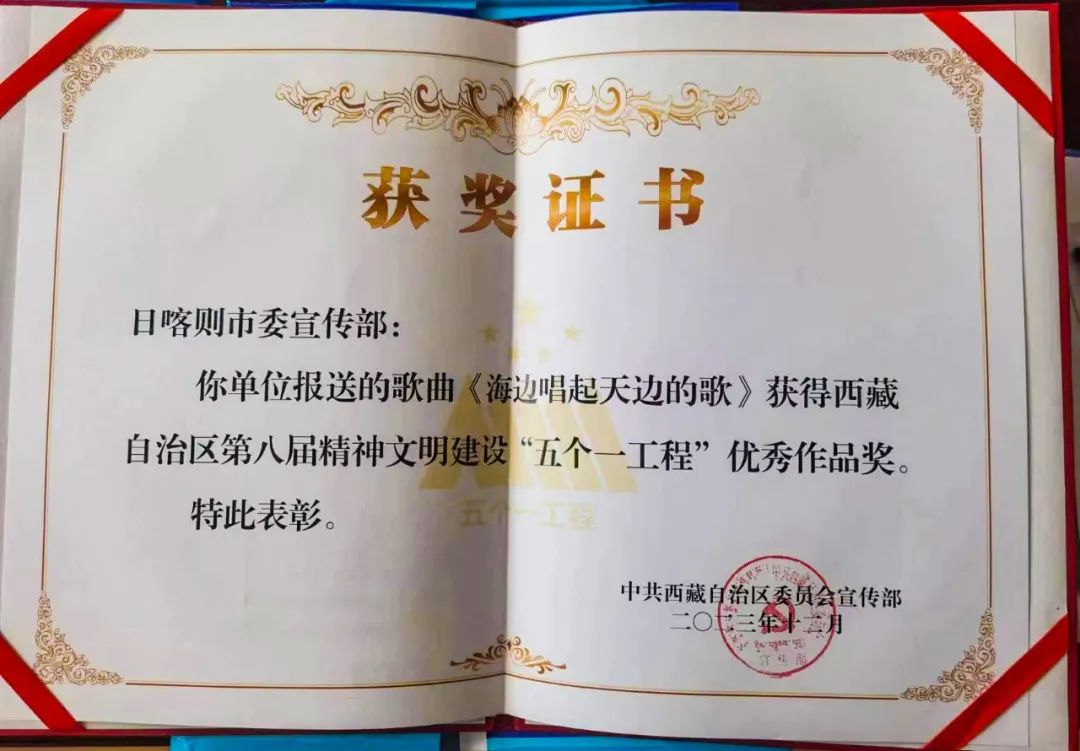 获奖证书
日喀则市委宣传部：
你单位报送的歌曲《海边唱起天边的歌》获得西藏
自治区第八届精神文明建设“五个一工程”优秀作品奖。
特此表彰。
五个一工程
中共西藏自治区委员会宣传部
二〇二三年十二月